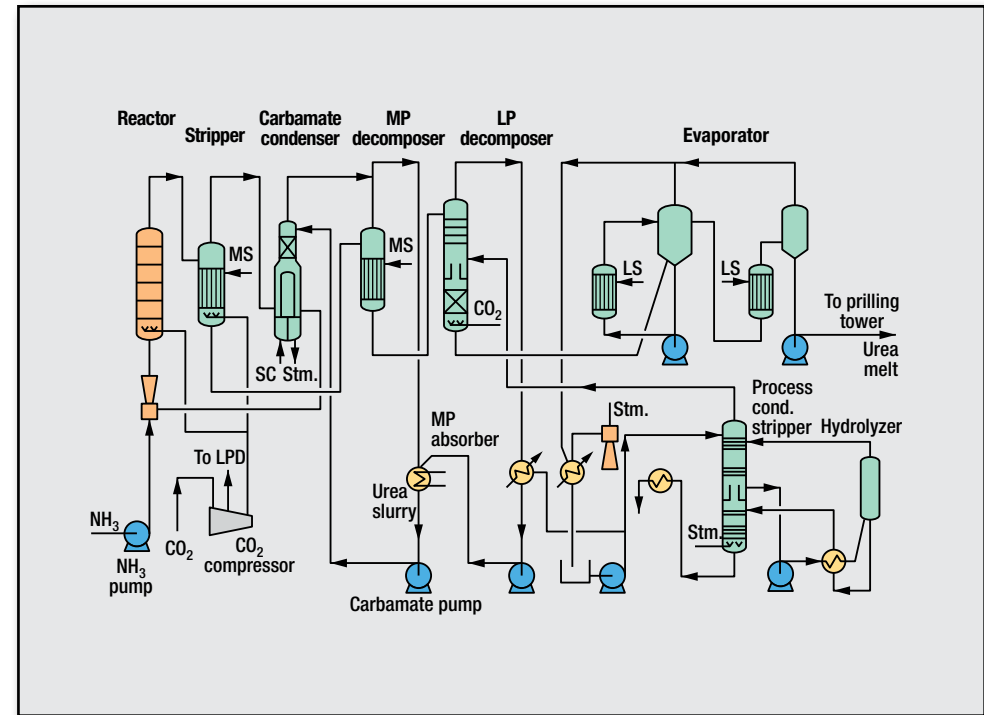 Reactor
Stripper
Carbamate
condenser
MP
decomposer
LP
decomposer
Evaporator
MS
MS
LS
LS
CO2
To prilling
tower
Urea
melt
SC Stm.
Process
cond.
stripper
Hydrolyzer
Stm.
MP
absorber
To LPD
Urea
slurry
NH3
CO2
CO2
compressor
NH3
pump
Stm.
Carbamate pump